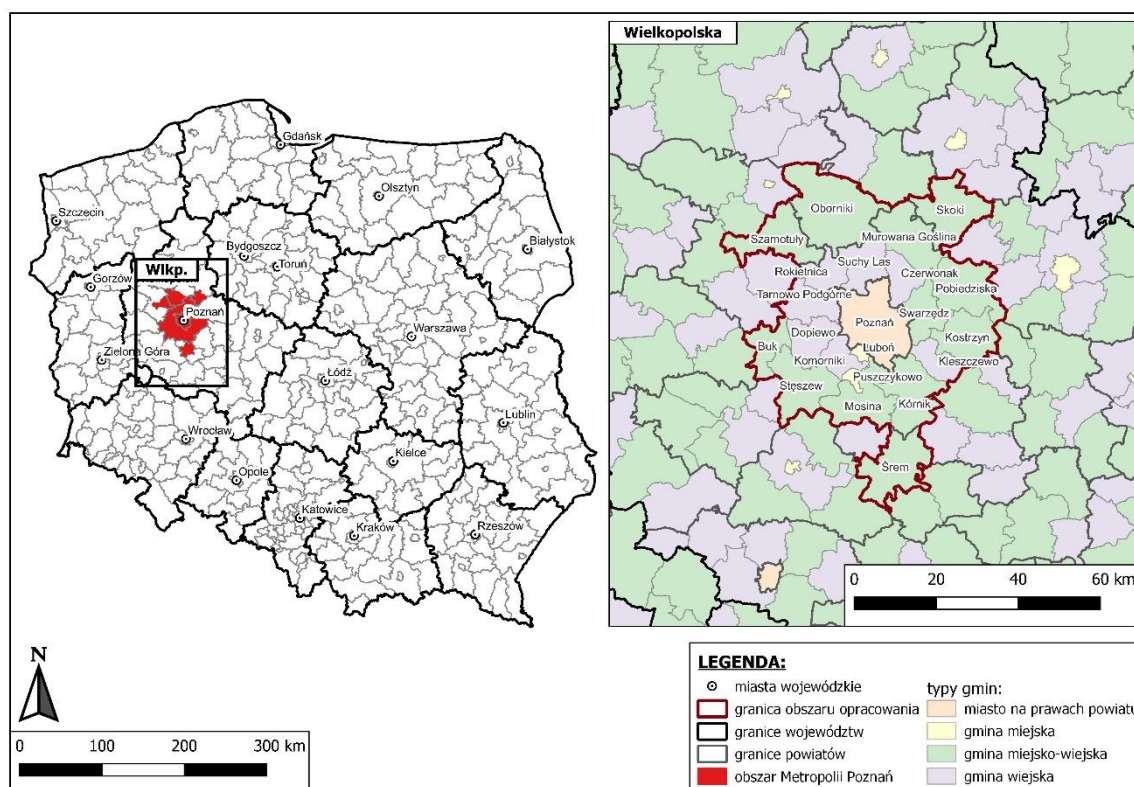 Gdańsk
Olsztyn
Szczecin
Białystok
Bydgoszcz
Toruń
Gorzów
Wlkp.
Poznań
Warszawa
Zielona Góra
Łódź
Lublin
Wrocław
Kielce
Opole
Katowice
Kraków
Rzeszów
N
0 100 200 300 km
Wielkopolska
Oborniki
Skoki
Szamotuły
Murowana Goślina
Suchy Las
Rokietnica
Czerwonak
Pobiedziska
Tarnowo Podgórne
Swarzędz
Poznań
Dopiewo
Kostrzyn
Buk
Luboń
Komorniki
Kleszczewo
Puszczykowo
Stęszew
Mosina
Kórnik
Śrem
0 20 40 60 km
LEGENDA:
miasta wojewódzkie
granica obszaru opracowania
granice województw
granice powiatów
obszar Metropolii Poznań
typy gmin:
miasto na prawach powiatu
gmina miejska
gmina miejsko-wiejska
gmina wiejska